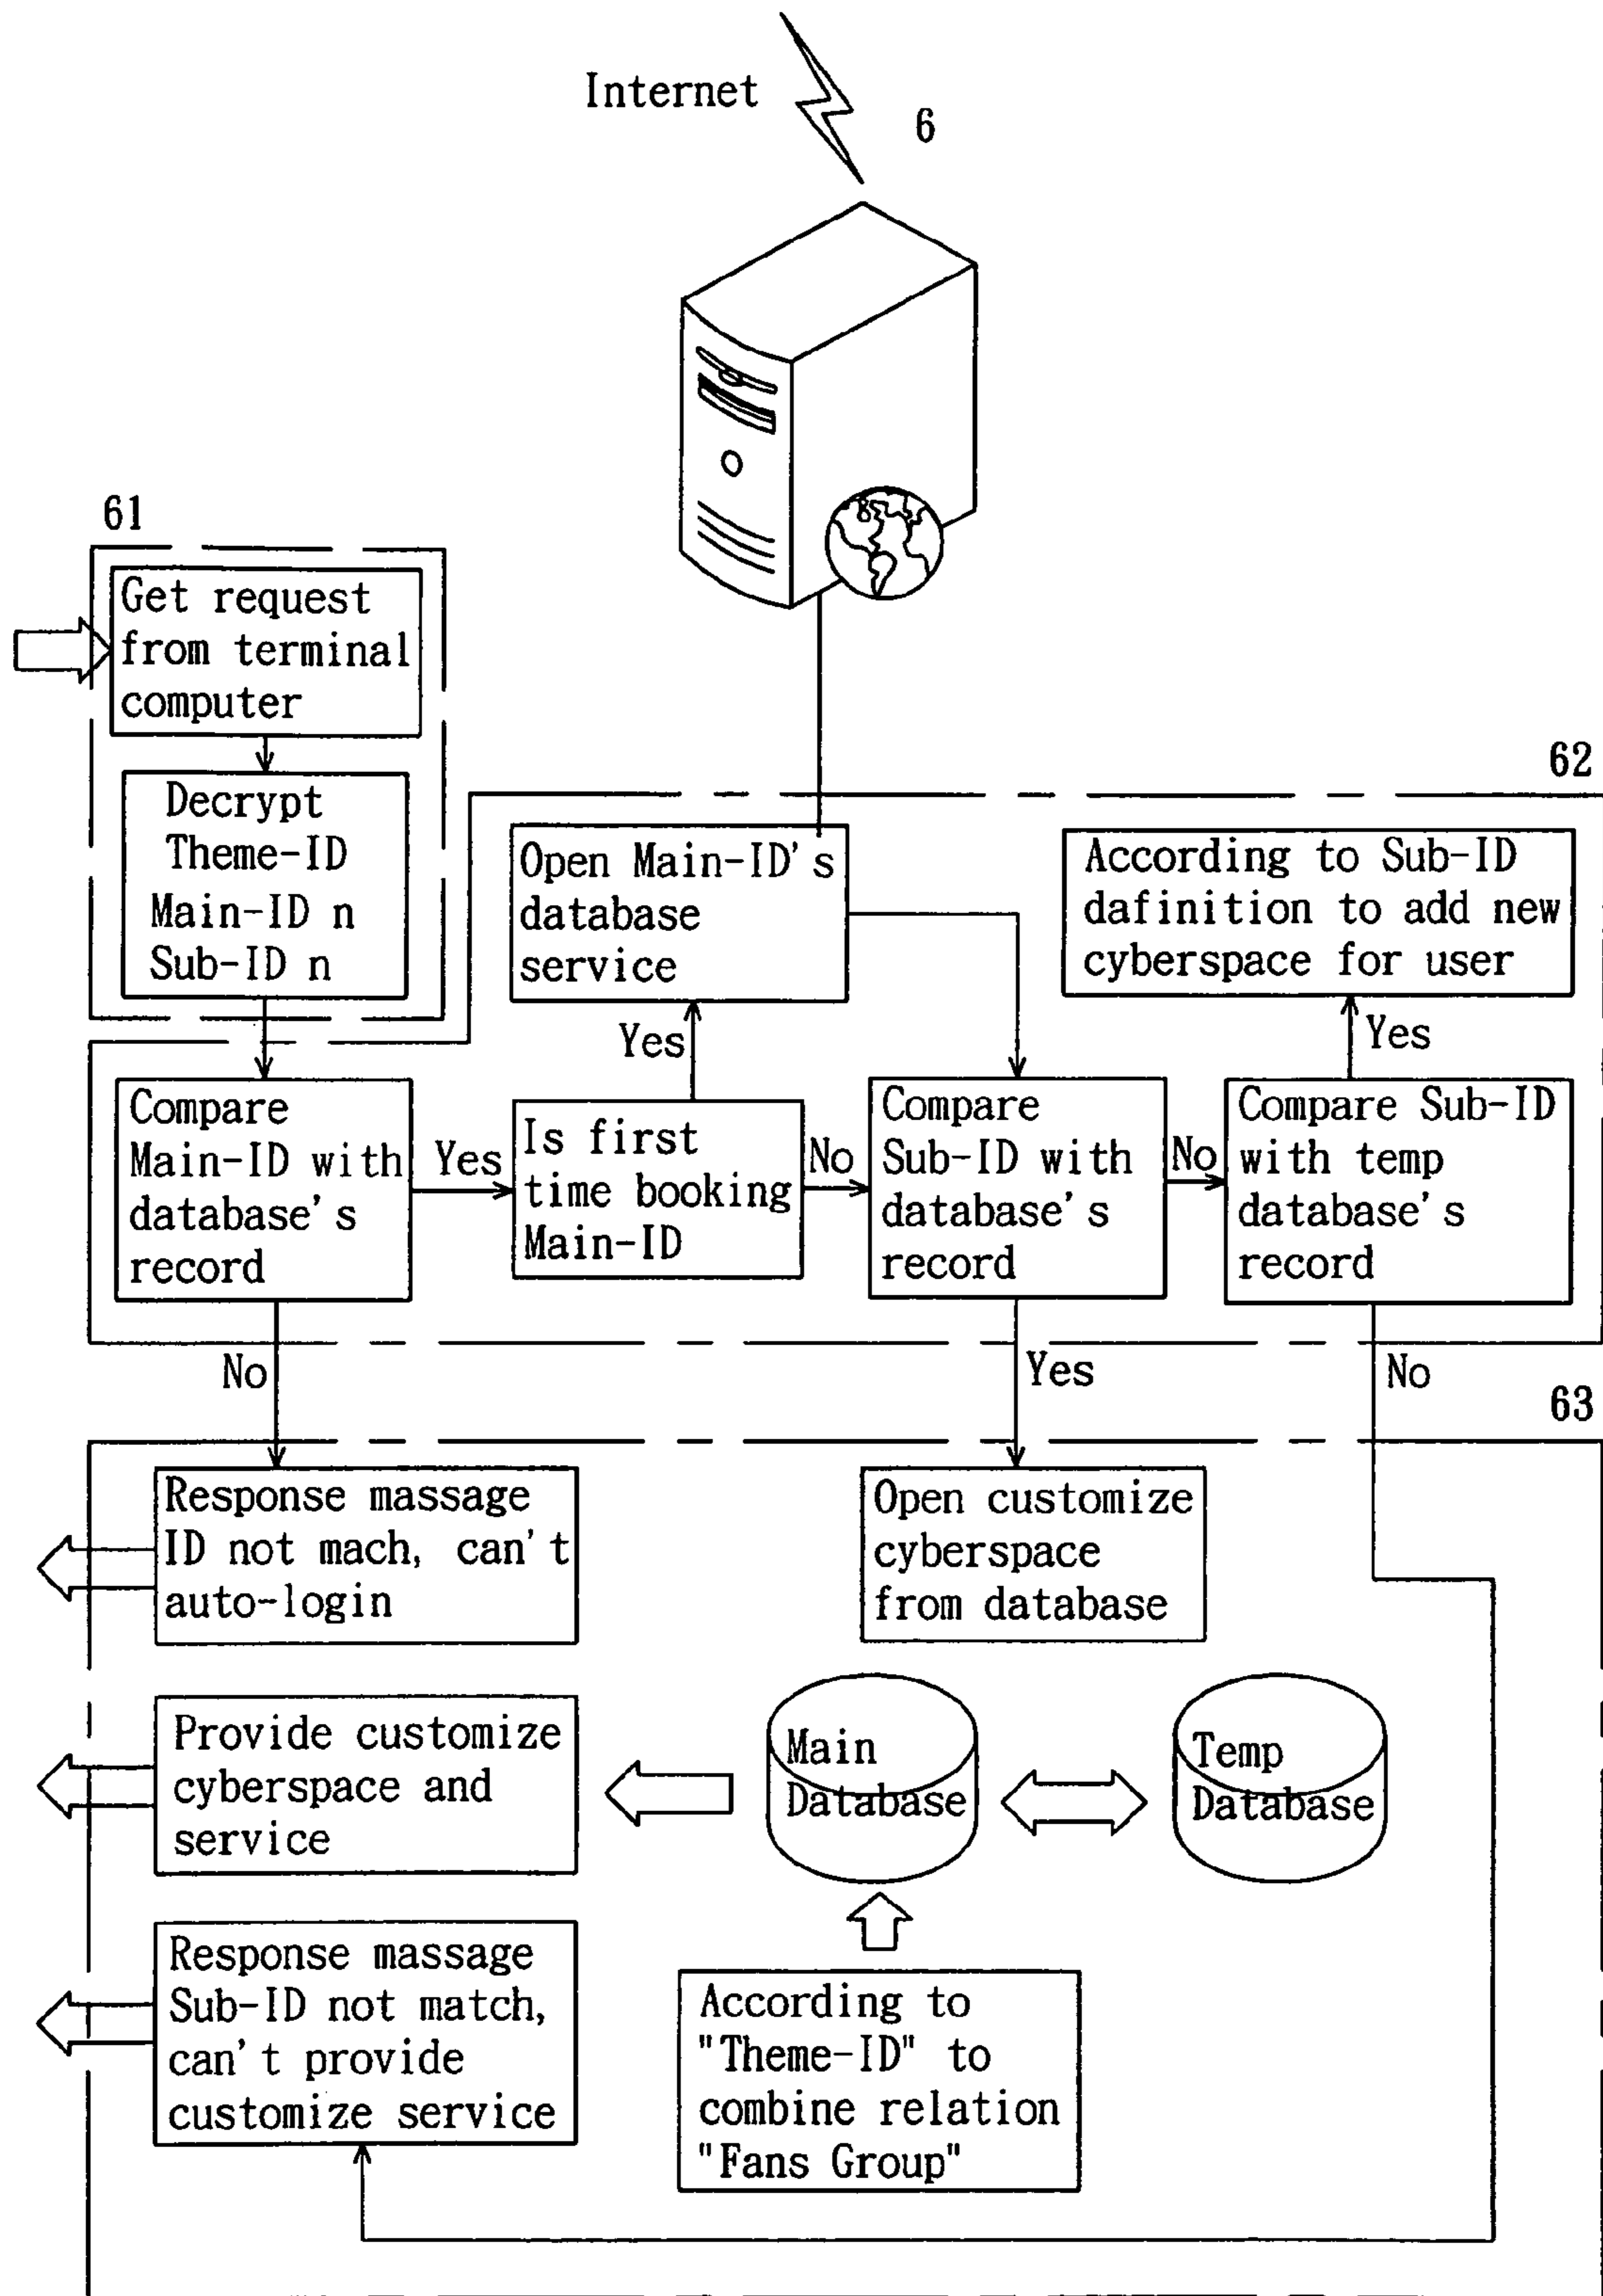 Internet
6
61
Get request
from terminal
computer
Decrypt
Theme-ID
Main-ID n
Sub-ID n
62
Open Main-ID's
database
service
According to Sub-ID
dafinition to add new
cyberspace for user
Yes
Yes
Compare
Main-ID with
database's
record
Yes
Is first
time booking
Main-ID
No
Compare
Sub-ID with
database's
record
No
Compare Sub-ID
with temp
database's
record
No
Yes
No
63
Response massage
ID not mach, can't
auto-login
Open customize
cyberspace
from database
Provide customize
cyberspace and
service
Main
Database
Temp
Database
Response massage
Sub-ID not match,
can't provide
customize service
According to
"Theme-ID" to
combine relation
"Fans Group"